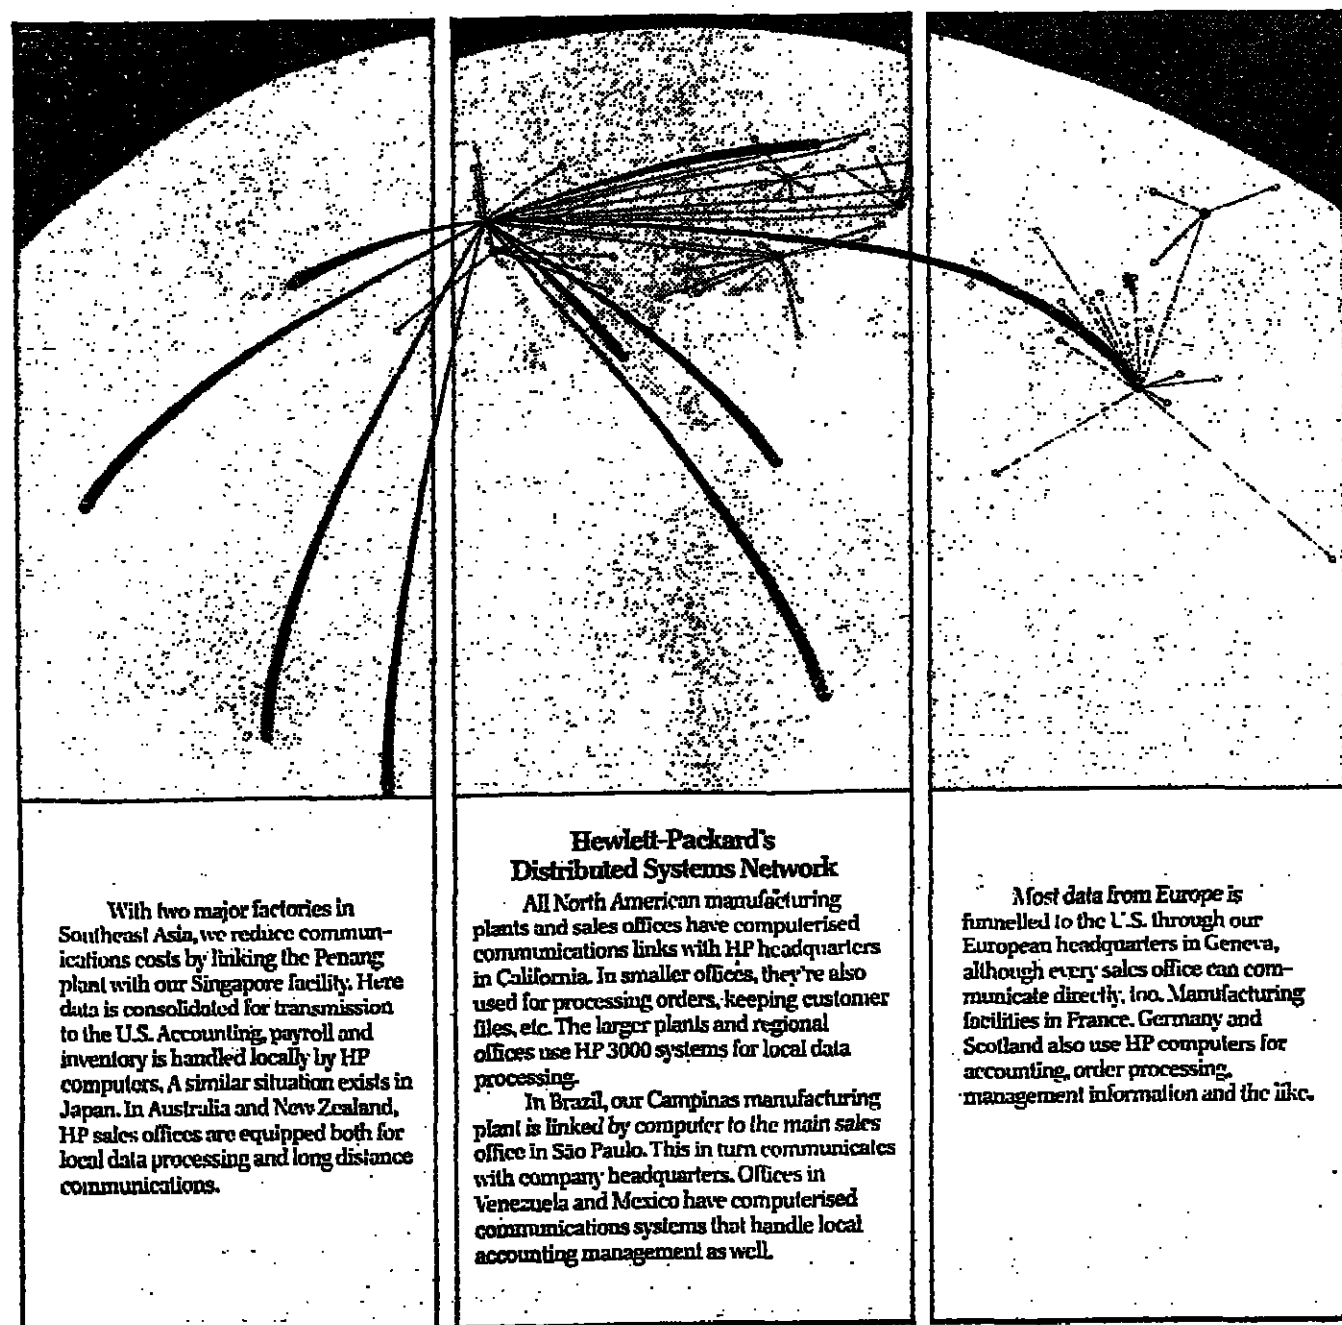 With two major factories in
Southeast Asia, we reduce commun-
ications costs by linking the Penang
plant with our Singapore facility. Here
data is consolidated for transmission
to the U.S. Accounting, payroll and
inventory is handled locally by HP
computers. A similar situation exists in
Japan. In Australia and New Zealand,
HP sales offices are equipped both for
local data processing and long distance
communications.
Hewlett-Packard's
Distributed Systems Network
All North American manufacturing
plants and sales offices have computerised
communications links with HP headquarters
in California. In smaller offices, they're also
used for processing orders, keeping customer
files, etc. The larger plants and regional
offices use HP 3000 systems for local data
processing.
In Brazil, our Campinas manufacturing
plant is linked by computer to the main sales
office in São Paulo. This in turn communicates
with company headquarters. Offices in
Venezuela and Mexico have computerised
communications systems that handle local
accounting management as well.
Most data from Europe is
funnelled to the U.S. through our
European headquarters in Geneva,
although every sales office can com-
municate directly, too. Manufacturing
facilities in France, Germany and
Scotland also use HP computers for
accounting, order processing,
management information and the like.